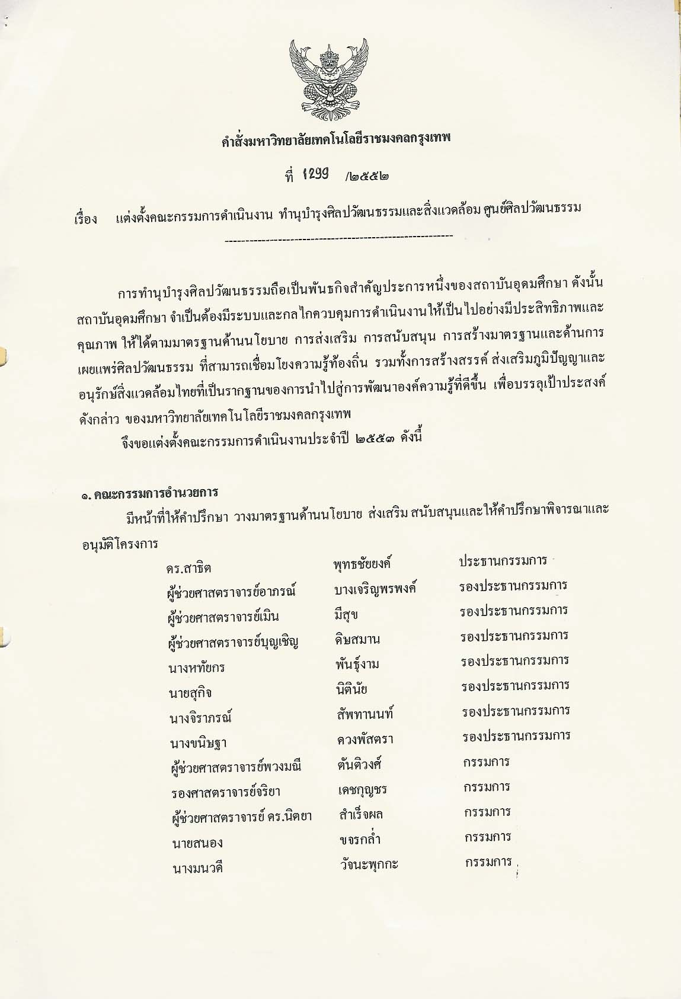 คำสั่งมหาวิทยาลัยเทคโนโลยีราชมงคลกรุงเทพ
ที่ 1299 /๒๕๕๒
เรื่อง แต่งตั้งคณะกรรมการดำเนินงาน ทำนุบำรุงศิลปวัฒนธรรมและสิ่งแวดล้อม ศูนย์ศิลปวัฒนธรรม
-------------------------------------------------------
การทำนุบำรุงศิลปวัฒนธรรมถือเป็นพันธกิจสำคัญประการหนึ่งของสถาบันอุดมศึกษา ดังนั้น
สถาบันอุดมศึกษา จำเป็นต้องมีระบบและกลไกควบคุมการดำเนินงานให้เป็นไปอย่างมีประสิทธิภาพและ
คุณภาพ ให้ได้ตามมาตรฐานด้านนโยบาย การส่งเสริม การสนับสนุน การสร้างมาตรฐานและด้านการ
เผยแพร่ศิลปวัฒนธรรม ที่สามารถเชื่อมโยงความรู้ท้องถิ่น รวมทั้งการสร้างสรรค์ ส่งเสริมภูมิปัญญาและ
อนุรักษ์สิ่งแวดล้อมไทยที่เป็นรากฐานของการนำไปสู่การพัฒนาองค์ความรู้ที่ดีขึ้น เพื่อบรรลุเป้าประสงค์
ดังกล่าว ของมหาวิทยาลัยเทคโนโลยีราชมงคลกรุงเทพ
จึงขอแต่งตั้งคณะกรรมการดำเนินงานประจำปี ๒๕๕๓ ดังนี้
๑. คณะกรรมการอำนวยการ
มีหน้าที่ให้คำปรึกษา วางมาตรฐานด้านนโยบาย ส่งเสริม สนับสนุนและให้คำปรึกษาพิจารณาและ
อนุมัติโครงการ
ดร.สาธิต พุทธชัยยงค์ ประธานกรรมการ
ผู้ช่วยศาสตราจารย์อาภรณ์ บางเจริญพรพงค์ รองประธานกรรมการ
ผู้ช่วยศาสตราจารย์เมิน มีสุข รองประธานกรรมการ
ผู้ช่วยศาสตราจารย์บุญเชิญ ดิษสมาน รองประธานกรรมการ
นางหทัยกร พันธุ์งาม รองประธานกรรมการ
นายสุกิจ นิตินัย รองประธานกรรมการ
นางจิราภรณ์ สัพทานนท์ รองประธานกรรมการ
นางขนิษฐา ดวงพัสตรา รองประธานกรรมการ
ผู้ช่วยศาสตราจารย์พวงมณี ตันติวงศ์ กรรมการ
รองศาสตราจารย์จริยา เดชกุญชร กรรมการ
ผู้ช่วยศาสตราจารย์ ดร.นิตยา สำเร็จผล กรรมการ
นายสนอง ขจรกล่ำ กรรมการ
นางมนวดี วัจนะพุกกะ กรรมการ